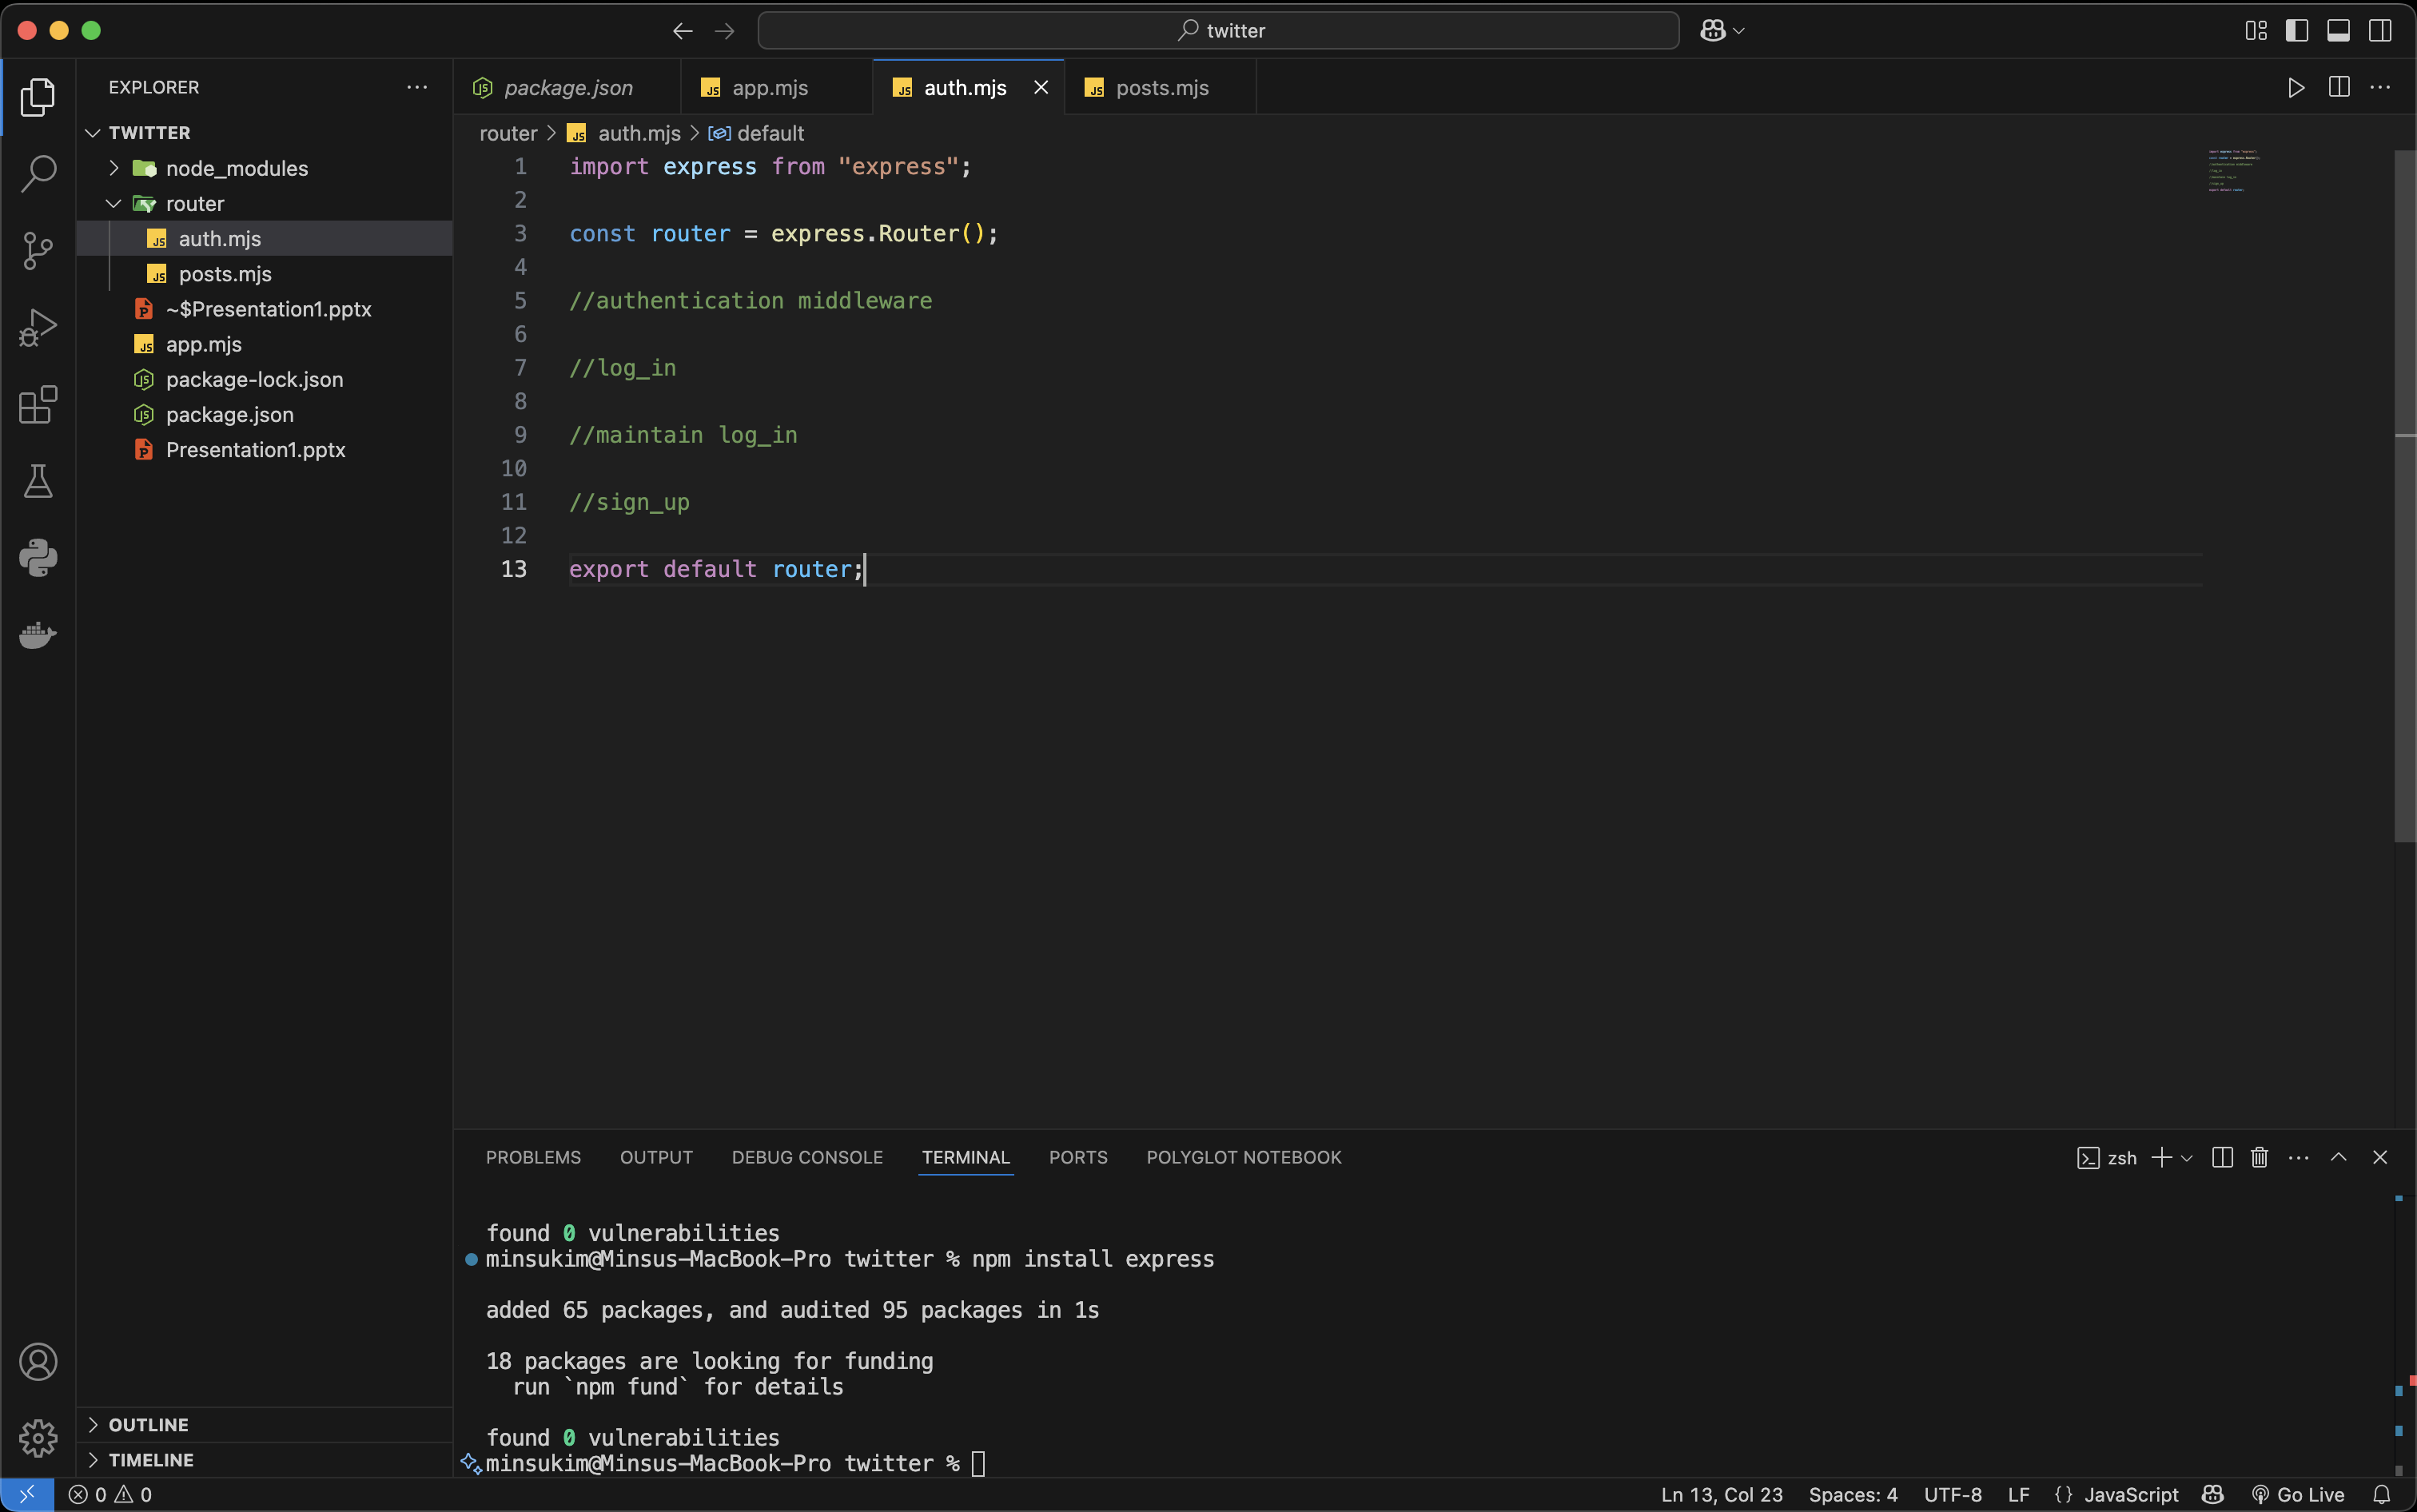 twitter
EXPLORER
TWITTER
node_modules
router
auth.mjs
posts.mjs
~$Presentation1.pptx
app.mjs
package-lock.json
package.json
Presentation1.pptx
OUTLINE
TIMELINE
package.json
app.mjs
auth.mjs
posts.mjs
router > auth.mjs > default
1 import express from "express";
2
3 const router = express.Router();
4
5 //authentication middleware
6
7 //log_in
8
9 //maintain log_in
10
11 //sign_up
12
13 export default router;
PROBLEMS OUTPUT DEBUG CONSOLE TERMINAL PORTS POLYGLOT NOTEBOOK
zsh
found 0 vulnerabilities
minsukim@Minsus-MacBook-Pro twitter % npm install express
added 65 packages, and audited 95 packages in 1s
18 packages are looking for funding
run `npm fund` for details
found 0 vulnerabilities
minsukim@Minsus-MacBook-Pro twitter %
0 0
Ln 13, Col 23 Spaces: 4 UTF-8 LF {} JavaScript Go Live